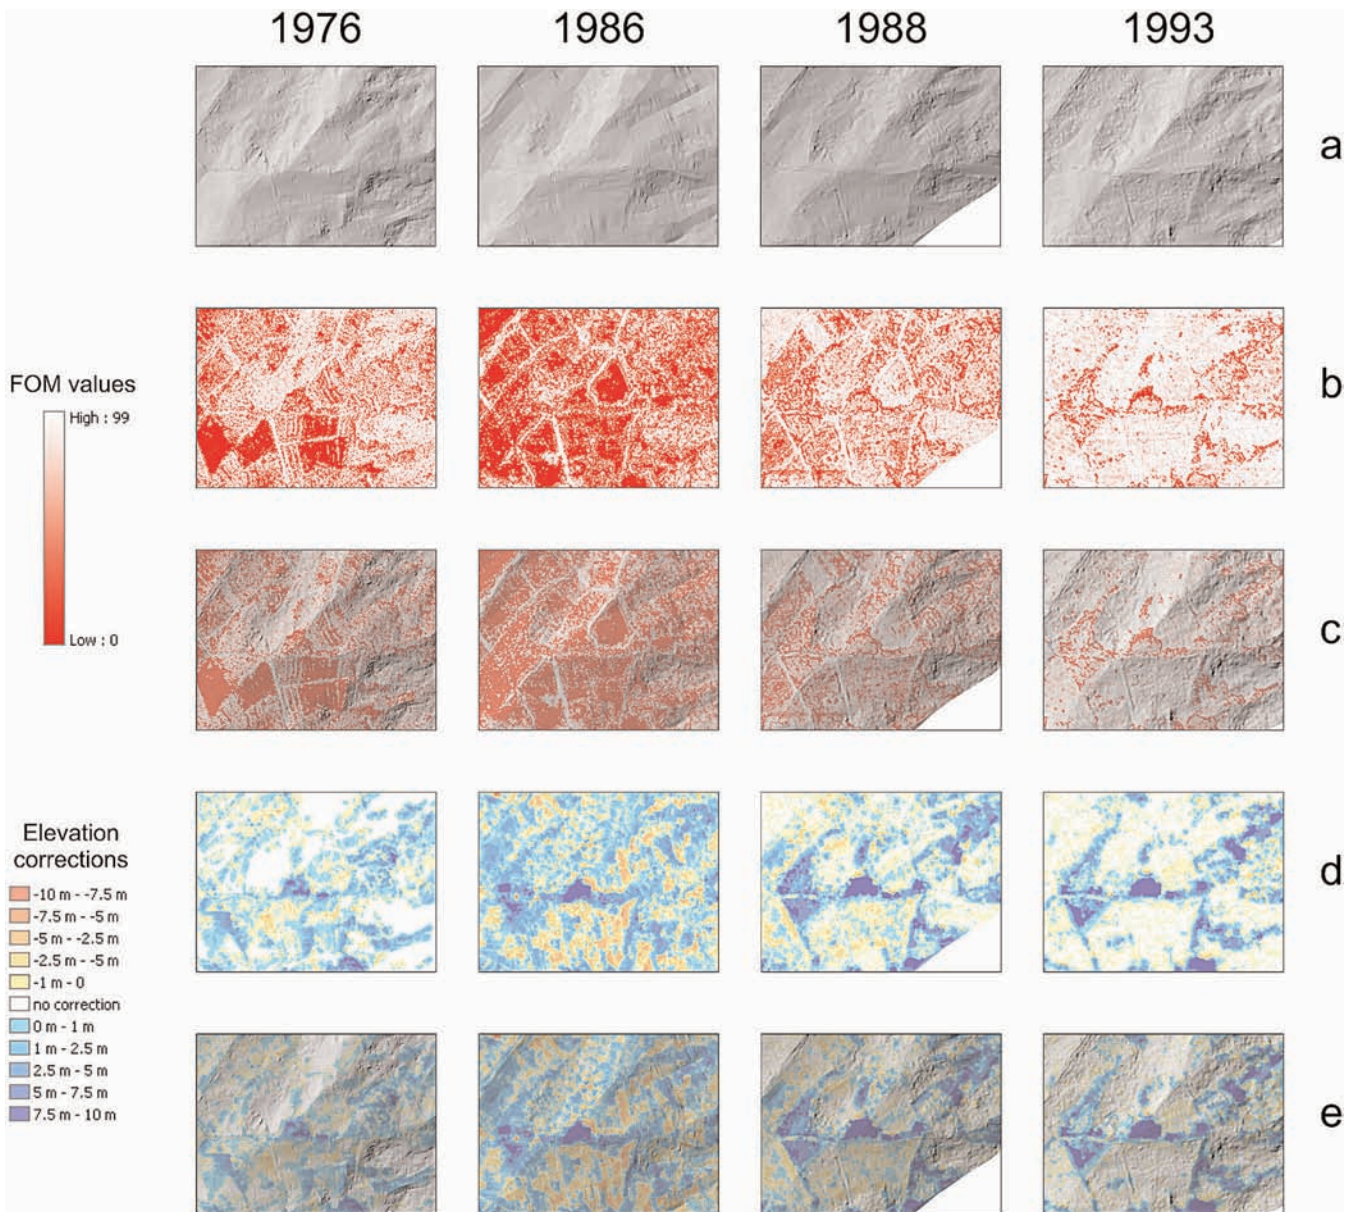 1976 1986 1988 1993
a
b
FOM values
High : 99
Low : 0
c
d
Elevation
corrections
-10 m - -7.5 m
-7.5 m - -5 m
-5 m - -2.5 m
-2.5 m - -5 m
-1 m - 0
no correction
0 m - 1 m
1 m - 2.5 m
2.5 m - 5 m
5 m - 7.5 m
7.5 m - 10 m
e